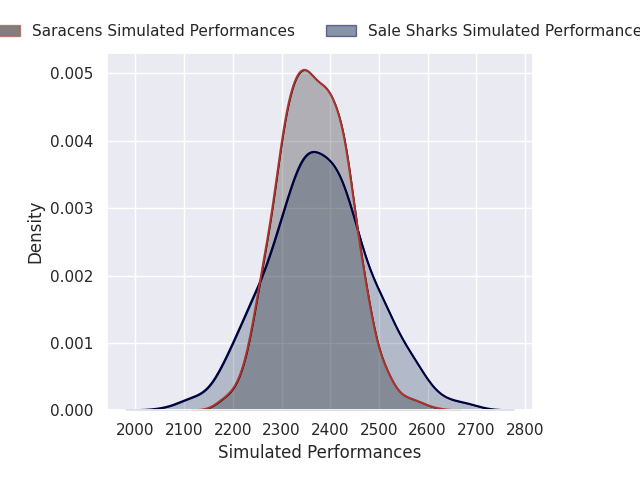 Saracens Simulated Performances Sale Sharks Simulated Performance
0.005
0.004
0.003
0.002
0.001
0.000
Density
2000 2100 2200 2300 2400 2500 2600 2700 2800
Simulated Performances